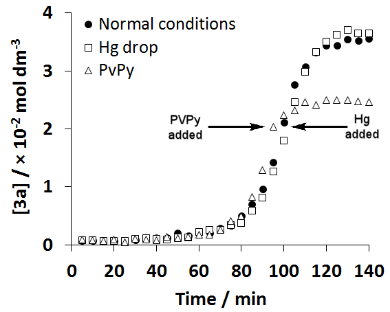 4
3
2
1
0
● Normal conditions
□ Hg drop
△ PvPy
PVPy
added
Hg
added
[3a] / × 10⁻² mol dm⁻³
0 20 40 60 80 100 120 140
Time / min